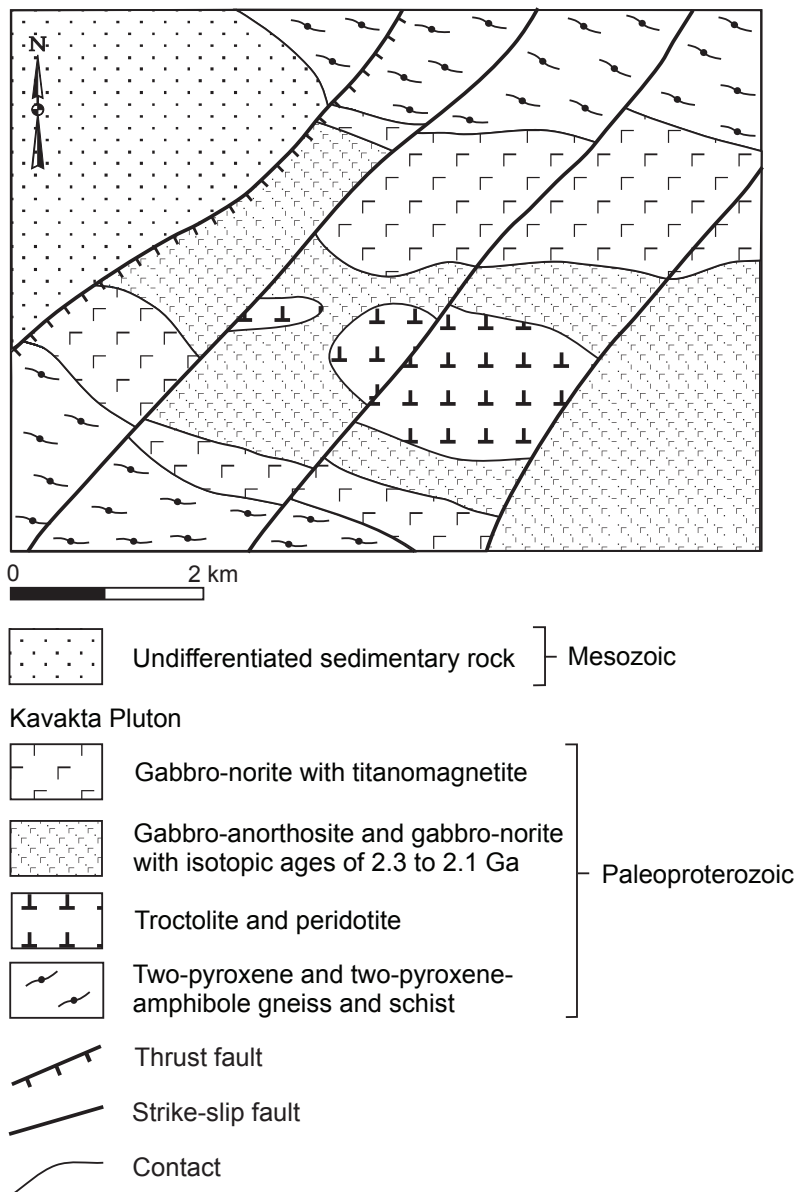 N
0 2 km
Undifferentiated sedimentary rock
Mesozoic
Kavakta Pluton
Gabbro-norite with titanomagnetite
Gabbro-anorthosite and gabbro-norite
with isotopic ages of 2.3 to 2.1 Ga
Paleoproterozoic
Troctolite and peridotite
Two-pyroxene and two-pyroxene-
amphibole gneiss and schist
Thrust fault
Strike-slip fault
Contact